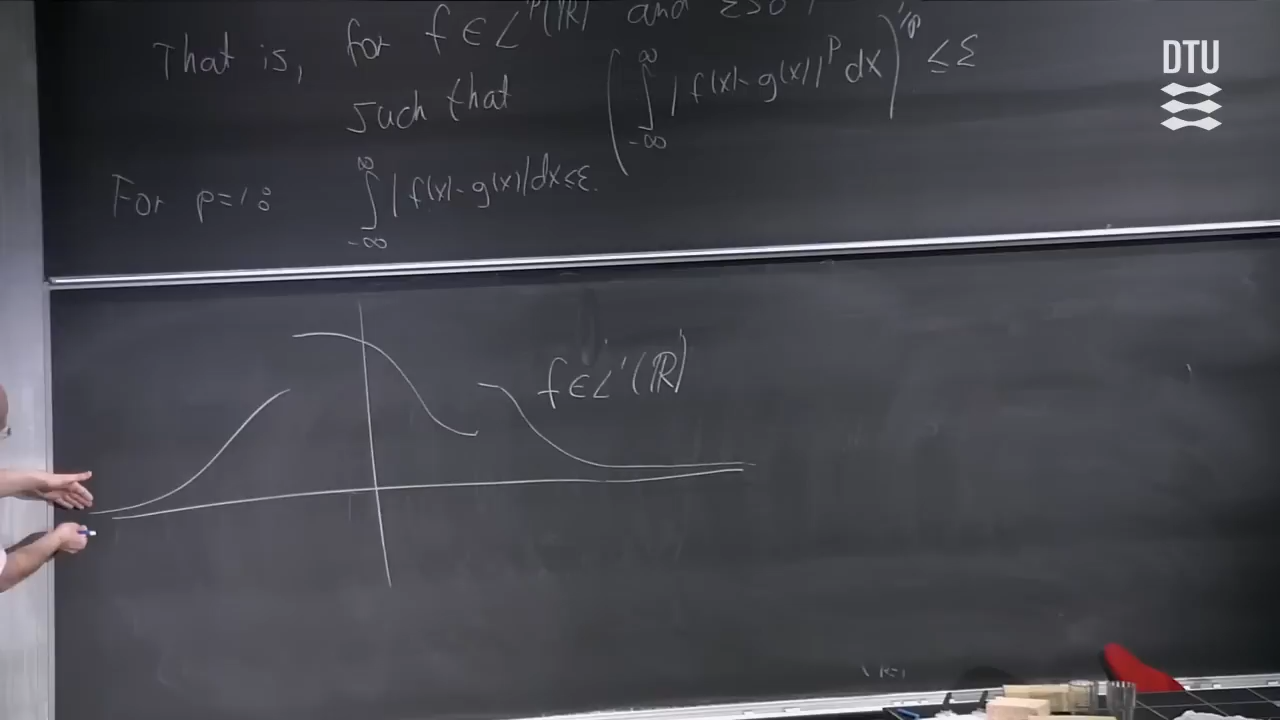 That is, for f ∈ L^p(ℝ) and ε>0,
such that (∫_{-∞}^{∞} |f(x)-g(x)|^p dx)^{1/p} ≤ ε
For p=1: ∫_{-∞}^{∞} |f(x)-g(x)|dx≤ε.
f∈L^1(ℝ)
DTU